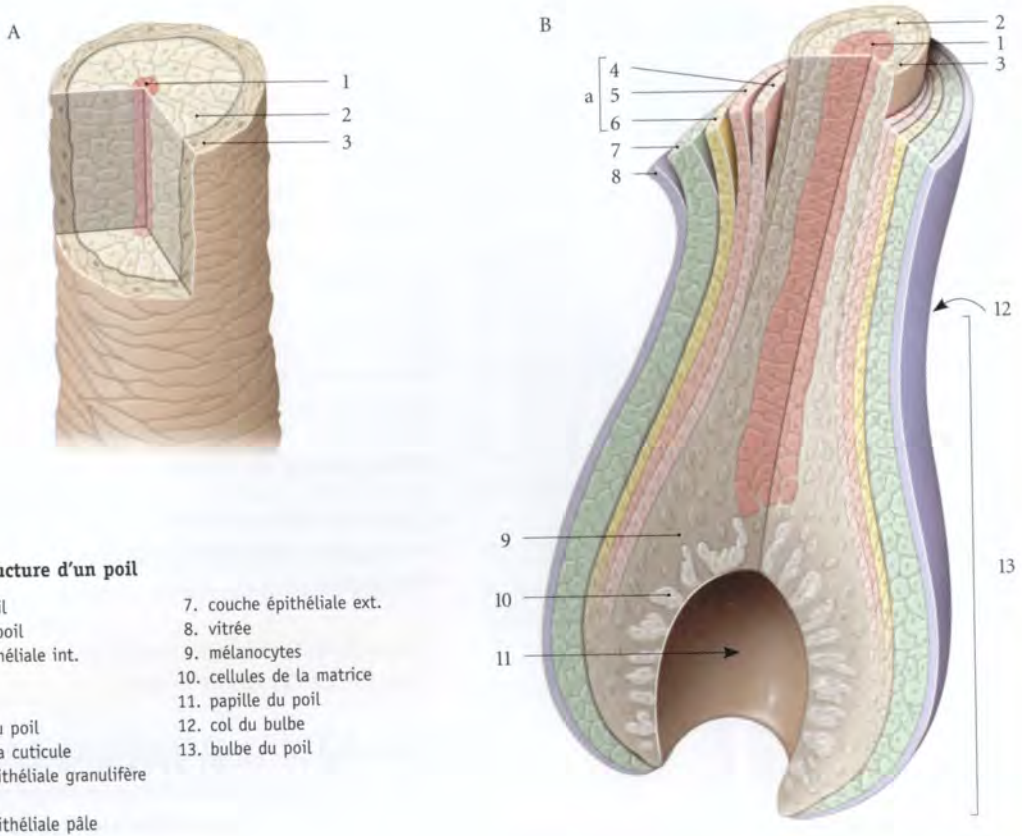 A
1
2
3
B
2
1
3
a
4
5
6
7
8
12
9
10
11
13
ucture d'un poil
il
poil
héliale int.
u poil
a cuticule
ithéliale granulifère
ithéliale pâle
7. couche épithéliale ext.
8. vitrée
9. mélanocytes
10. cellules de la matrice
11. papille du poil
12. col du bulbe
13. bulbe du poil